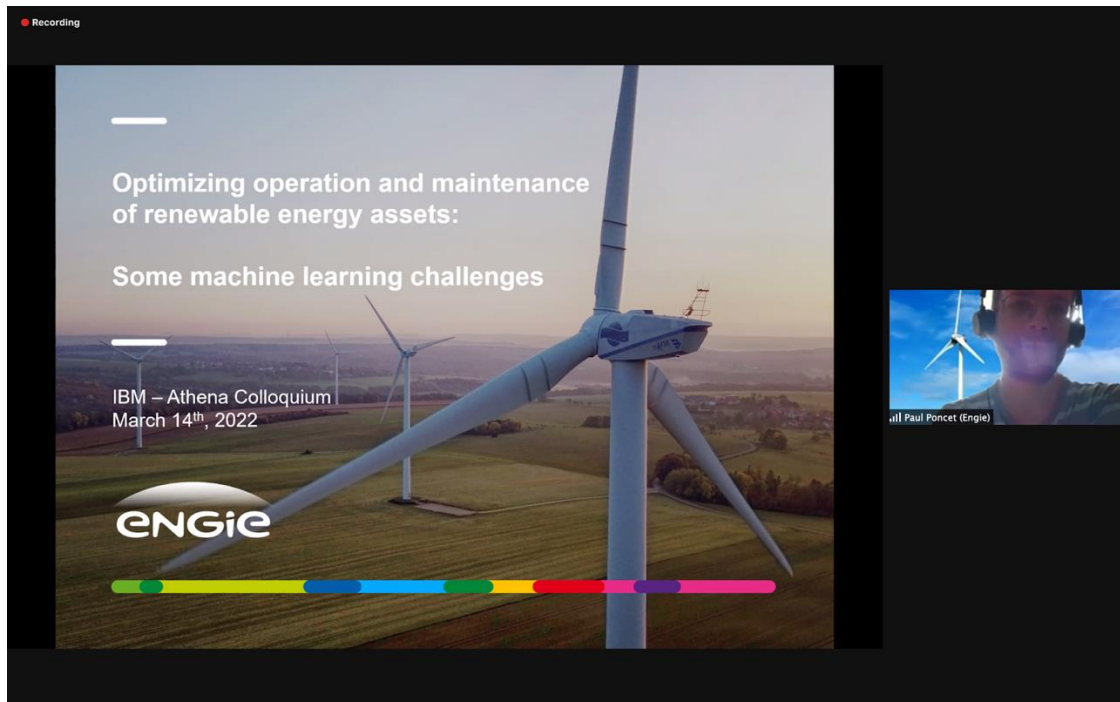 Recording
Optimizing operation and maintenance
of renewable energy assets:
Some machine learning challenges
IBM – Athena Colloquium
March 14th, 2022
ENGIE
Paul Poncet (Engie)